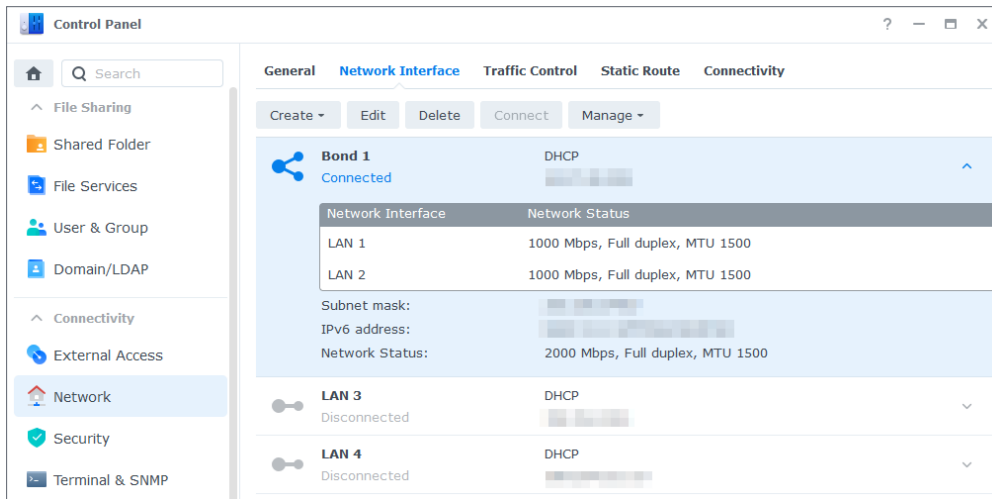 Control Panel
?
Search
File Sharing
Shared Folder
File Services
User & Group
Domain/LDAP
Connectivity
External Access
Network
Security
Terminal & SNMP
General Network Interface Traffic Control Static Route Connectivity
Create Edit Delete Connect Manage
Bond 1 DHCP
Connected
Network Interface Network Status
LAN 1 1000 Mbps, Full duplex, MTU 1500
LAN 2 1000 Mbps, Full duplex, MTU 1500
Subnet mask:
IPv6 address:
Network Status: 2000 Mbps, Full duplex, MTU 1500
LAN 3 DHCP
Disconnected
LAN 4 DHCP
Disconnected